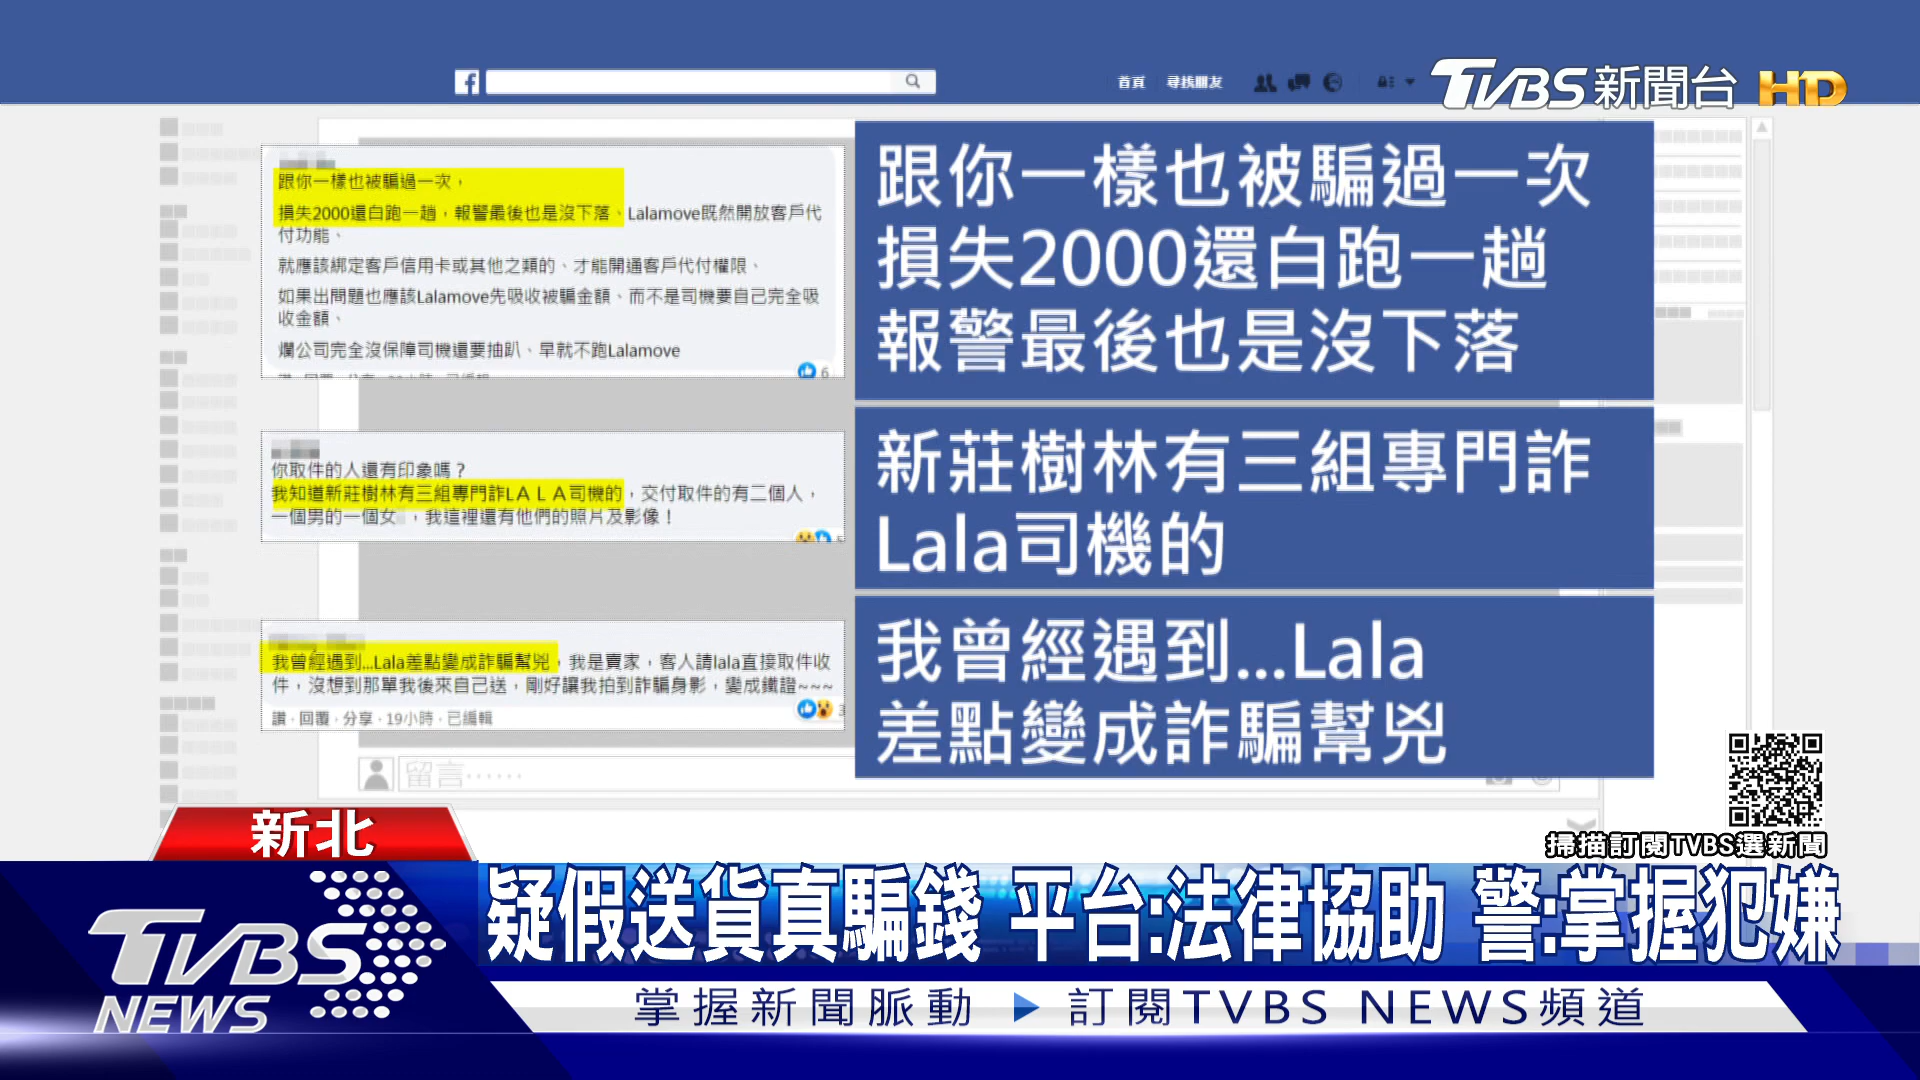 首頁
尋找朋友
TVBS新聞台 HD
跟你一樣也被騙過一次，
損失2000還白跑一趟，報警最後也是沒下落、Lalamove既然開放客戶代
付功能、
就應該綁定客戶信用卡或其他之類的、才能開通客戶代付權限、
如果出問題也應該Lalamove先吸收被騙金額、而不是司機要自己完全吸
收金額、
爛公司完全沒保障司機還要抽趴、早就不跑Lalamove
6
跟你一樣也被騙過一次
損失2000還白跑一趟
報警最後也是沒下落
你取件的人還有印象嗎？
我知道新莊樹林有三組專門詐ＬＡＬＡ司機的，交付取件的有二個人，
一個男的一個女，我這裡還有他們的照片及影像！
新莊樹林有三組專門詐
Lala司機的
我曾經遇到...Lala差點變成詐騙幫兇，我是賣家，客人請lala直接取件收
件，沒想到那單我後來自己送，剛好讓我拍到詐騙身影，變成鐵證~~~
讚．回覆．分享．19小時．已編輯
我曾經遇到...Lala
差點變成詐騙幫兇
留言……
掃描訂閱TVBS選新聞
新北
疑假送貨真騙錢 平台:法律協助 警:掌握犯嫌
TVBS
NEWS
掌握新聞脈動 ▶ 訂閱TVBS NEWS頻道